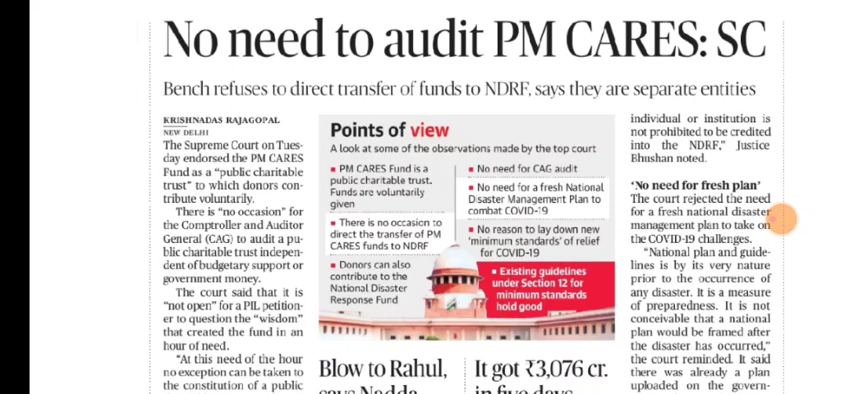 No need to audit PM CARES: SC
Bench refuses to direct transfer of funds to NDRF, says they are separate entities
KRISHNADAS RAJAGOPAL
NEW DELHI
The Supreme Court on Tues-
day endorsed the PM CARES
Fund as a “public charitable
trust” to which donors con-
tribute voluntarily.
There is “no occasion” for
the Comptroller and Auditor
General (CAG) to audit a pu-
blic charitable trust indepen-
dent of budgetary support or
government money.
The court said that it is
“not open” for a PIL petition-
er to question the “wisdom”
that created the fund in an
hour of need.
“At this need of the hour
no exception can be taken to
the constitution of a public
Points of view
A look at some of the observations made by the top court
PM CARES Fund is a
public charitable trust.
Funds are voluntarily
given
There is no occasion to
direct the transfer of PM
CARES funds to NDRF
Donors can also
contribute to the
National Disaster
Response Fund
No need for CAG audit
No need for a fresh National
Disaster Management Plan to
combat COVID-19
No reason to lay down new
‘minimum standards’ of relief
for COVID-19
Existing guidelines
under Section 12 for
minimum standards
hold good
Blow to Rahul,
says Nadda
It got ₹3,076 cr.
in five days
individual or institution is
not prohibited to be credited
into the NDRF,” Justice
Bhushan noted.
‘No need for fresh plan’
The court rejected the need
for a fresh national disaster
management plan to take on
the COVID-19 challenges.
“National plan and guide-
lines is by its very nature
prior to the occurrence of
any disaster. It is a measure
of preparedness. It is not
conceivable that a national
plan would be framed after
the disaster has occurred,”
the court reminded. It said
there was already a plan
uploaded on the govern-